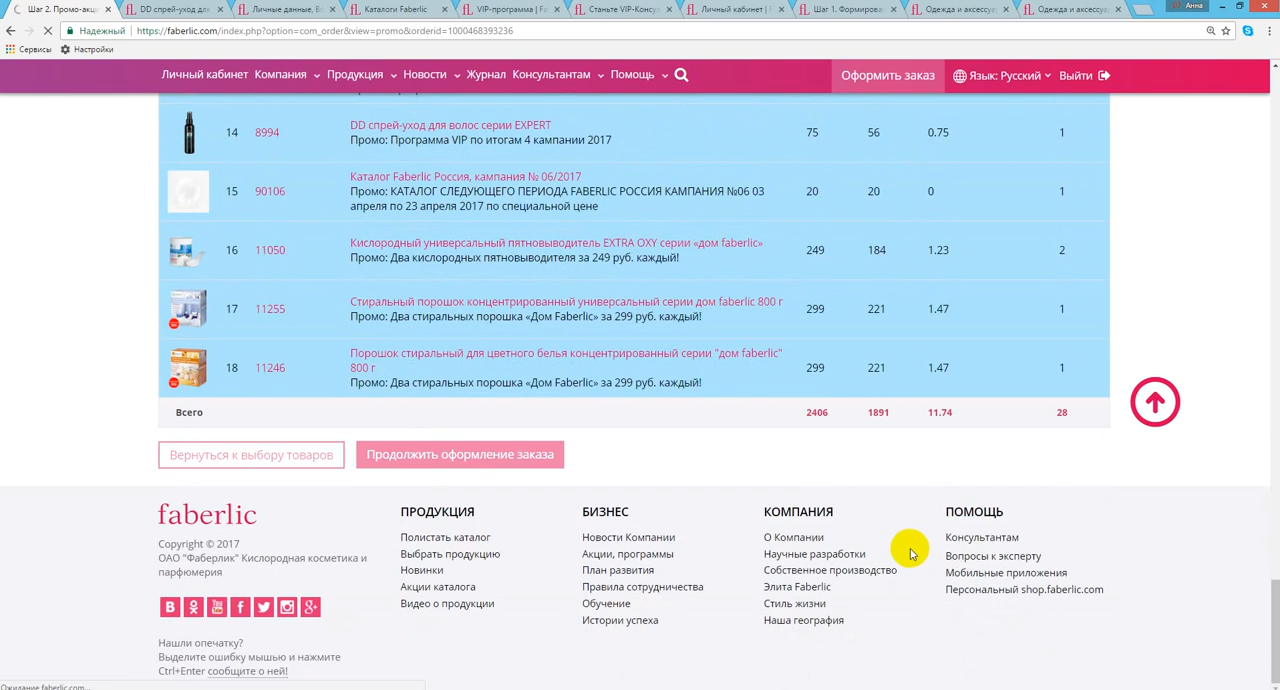 Шаг 2. Промо-акц
DD спрей-уход дл
Личные данные, В
Каталоги Faberlic
VIP-программа | Fa
Станьте VIP-Консул
Личный кабинет | F
Шаг 1. Формирова
Одежда и аксессуа
Одежда и аксессуа
Анна
Надежный
https://faberlic.com/index.php?option=com_order&view=promo&orderid=1000468393236
Сервисы
Настройки
Личный кабинет Компания Продукция Новости Журнал Консультантам Помощь
Оформить заказ
Язык: Русский
Выйти
14 8994 DD спрей-уход для волос серии EXPERT 75 56 0.75 1
Промо: Программа VIP по итогам 4 кампании 2017
15 90106 Каталог Faberlic Россия, кампания № 06/2017 20 20 0 1
Промо: КАТАЛОГ СЛЕДУЮЩЕГО ПЕРИОДА FABERLIC РОССИЯ КАМПАНИЯ №06 03
апреля по 23 апреля 2017 по специальной цене
16 11050 Кислородный универсальный пятновыводитель EXTRA OXY серии «дом faberlic» 249 184 1.23 2
Промо: Два кислородных пятновыводителя за 249 руб. каждый!
17 11255 Стиральный порошок концентрированный универсальный серии дом faberlic 800 г 299 221 1.47 1
Промо: Два стиральных порошка «Дом Faberlic» за 299 руб. каждый!
18 11246 Порошок стиральный для цветного белья концентрированный серии "дом faberlic" 299 221 1.47 1
800 г
Промо: Два стиральных порошка «Дом Faberlic» за 299 руб. каждый!
Всего 2406 1891 11.74 28
Вернуться к выбору товаров
Продолжить оформление заказа
faberlic
Copyright © 2017
ОАО "Фаберлик" Кислородная косметика и
парфюмерия
Нашли опечатку?
Выделите ошибку мышью и нажмите
Ctrl+Enter сообщите о ней!
ПРОДУКЦИЯ
Полистать каталог
Выбрать продукцию
Новинки
Акции каталога
Видео о продукции
БИЗНЕС
Новости Компании
Акции, программы
План развития
Правила сотрудничества
Обучение
Истории успеха
КОМПАНИЯ
О Компании
Научные разработки
Собственное производство
Элита Faberlic
Стиль жизни
Наша география
ПОМОЩЬ
Консультантам
Вопросы к эксперту
Мобильные приложения
Персональный shop.faberlic.com
Ожидание faberlic.com...